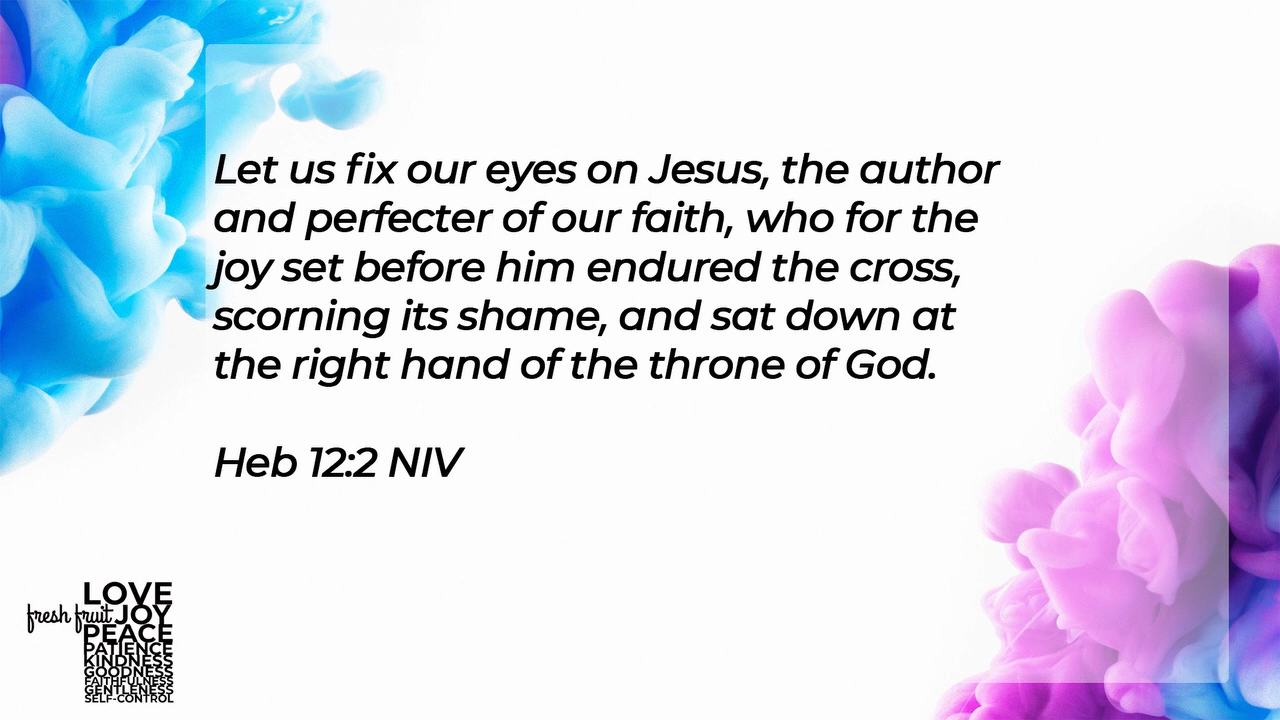 Let us fix our eyes on Jesus, the author
and perfecter of our faith, who for the
joy set before him endured the cross,
scorning its shame, and sat down at
the right hand of the throne of God.
Heb 12:2 NIV
fresh fruit
LOVE
JOY
PEACE
PATIENCE
KINDNESS
GOODNESS
FAITHFULNESS
GENTLENESS
SELF-CONTROL